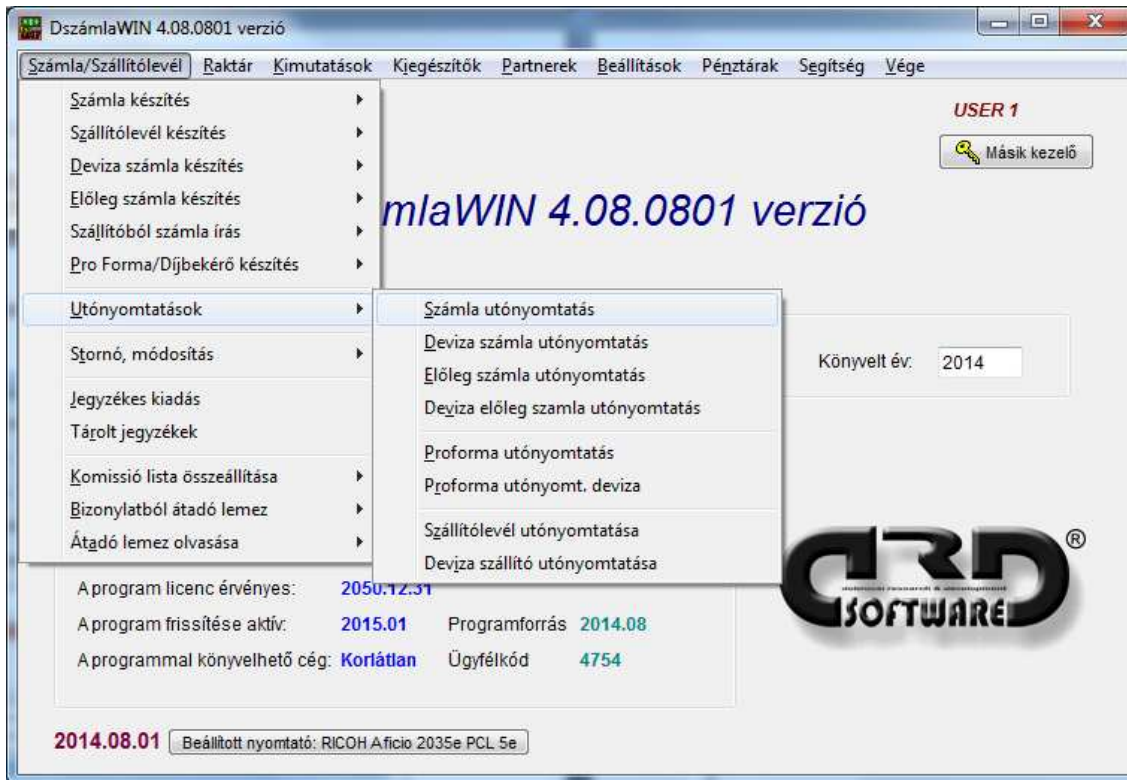 DszámlaWIN 4.08.0801 verzió
Számla/Szállítólevél Raktár Kimutatások Kiegészítők Partnerek Beállítások Pénztárak Segítség Vége
Számla készítés
Szállítólevél készítés
Deviza számla készítés
Előleg számla készítés
Szállítóból számla írás
Pro Forma/Díjbekérő készítés
Utónyomtatások
Stornó, módosítás
Jegyzékes kiadás
Tárolt jegyzékek
Komissió lista összeállítása
Bizonylatból átadó lemez
Átadó lemez olvasása
USER 1
Másik kezelő
mlaWIN 4.08.0801 verzió
Számla utónyomtatás
Deviza számla utónyomtatás
Előleg számla utónyomtatás
Deviza előleg szamla utónyomtatás
Proforma utónyomtatás
Proforma utónyomt. deviza
Szállítólevél utónyomtatása
Deviza szállító utónyomtatása
Könyvelt év: 2014
DRD ®
SOFTWARE
A program licenc érvényes: 2050.12.31
A program frissítése aktív: 2015.01 Programforrás 2014.08
A programmal könyvelhető cég: Korlátlan Ügyfélkód 4754
2014.08.01 Beállított nyomtató: RICOH Aficio 2035e PCL 5e